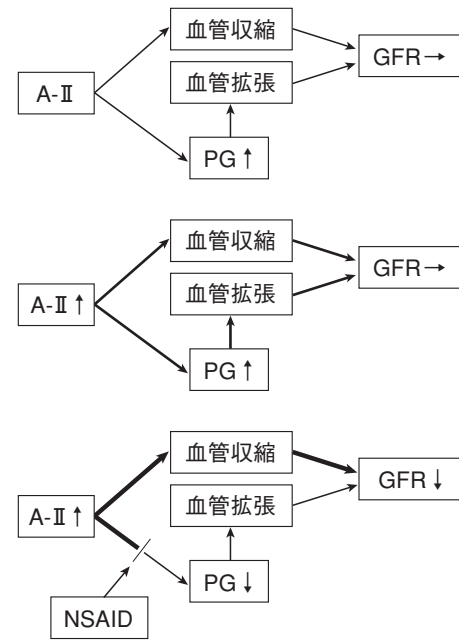 血管収縮
GFR→
A-Ⅱ
血管拡張
PG↑
血管収縮
GFR→
A-Ⅱ↑
血管拡張
PG↑
血管収縮
GFR↓
A-Ⅱ↑
血管拡張
PG↓
NSAID